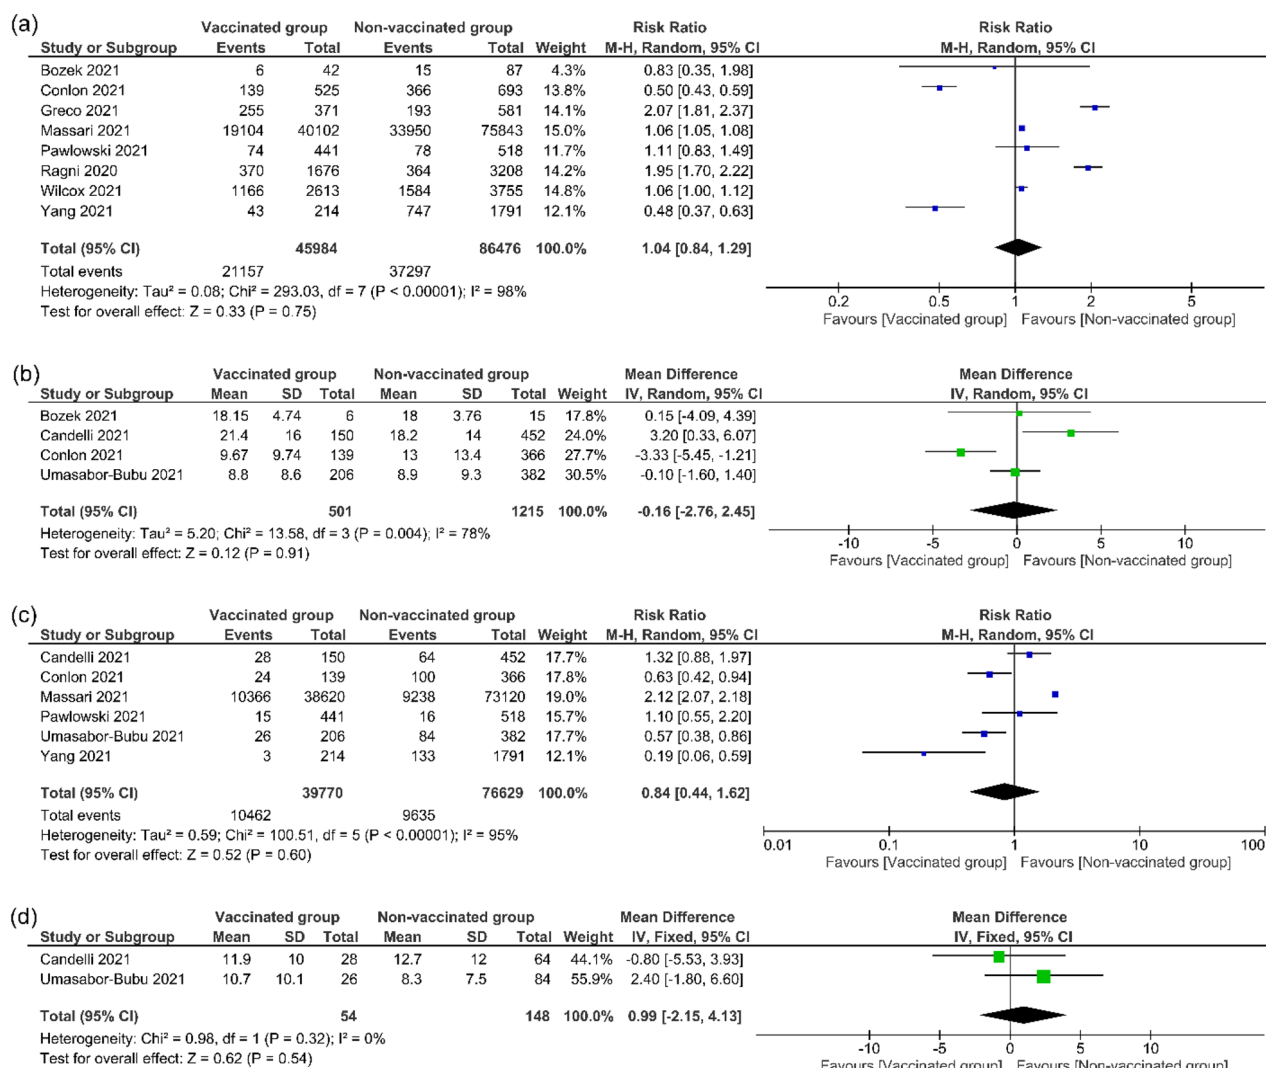 (a)
Vaccinated group Non-vaccinated group Risk Ratio Risk Ratio
Study or Subgroup Events Total Events Total Weight M-H, Random, 95% CI M-H, Random, 95% CI
Bozek 2021 6 42 15 87 4.3% 0.83 [0.35, 1.98]
Conlon 2021 139 525 366 693 13.8% 0.50 [0.43, 0.59]
Greco 2021 255 371 193 581 14.1% 2.07 [1.81, 2.37]
Massari 2021 19104 40102 33950 75843 15.0% 1.06 [1.05, 1.08]
Pawlowski 2021 74 441 78 518 11.7% 1.11 [0.83, 1.49]
Ragni 2020 370 1676 364 3208 14.2% 1.95 [1.70, 2.22]
Wilcox 2021 1166 2613 1584 3755 14.8% 1.06 [1.00, 1.12]
Yang 2021 43 214 747 1791 12.1% 0.48 [0.37, 0.63]
Total (95% CI) 45984 86476 100.0% 1.04 [0.84, 1.29]
Total events 21157 37297
Heterogeneity: Tau² = 0.08; Chi² = 293.03, df = 7 (P < 0.00001); I² = 98%
Test for overall effect: Z = 0.33 (P = 0.75)
0.2 0.5 1 2 5
Favours [Vaccinated group] Favours [Non-vaccinated group]
(b)
Vaccinated group Non-vaccinated group Mean Difference Mean Difference
Study or Subgroup Mean SD Total Mean SD Total Weight IV, Random, 95% CI IV, Random, 95% CI
Bozek 2021 18.15 4.74 6 18 3.76 15 17.8% 0.15 [-4.09, 4.39]
Candelli 2021 21.4 16 150 18.2 14 452 24.0% 3.20 [0.33, 6.07]
Conlon 2021 9.67 9.74 139 13 13.4 366 27.7% -3.33 [-5.45, -1.21]
Umasabor-Bubu 2021 8.8 8.6 206 8.9 9.3 382 30.5% -0.10 [-1.60, 1.40]
Total (95% CI) 501 1215 100.0% -0.16 [-2.76, 2.45]
Heterogeneity: Tau² = 5.20; Chi² = 13.58, df = 3 (P = 0.004); I² = 78%
Test for overall effect: Z = 0.12 (P = 0.91)
-10 -5 0 5 10
Favours [Vaccinated group] Favours [Non-vaccinated group]
(c)
Vaccinated group Non-vaccinated group Risk Ratio Risk Ratio
Study or Subgroup Events Total Events Total Weight M-H, Random, 95% CI M-H, Random, 95% CI
Candelli 2021 28 150 64 452 17.7% 1.32 [0.88, 1.97]
Conlon 2021 24 139 100 366 17.8% 0.63 [0.42, 0.94]
Massari 2021 10366 38620 9238 73120 19.0% 2.12 [2.07, 2.18]
Pawlowski 2021 15 441 16 518 15.7% 1.10 [0.55, 2.20]
Umasabor-Bubu 2021 26 206 84 382 17.7% 0.57 [0.38, 0.86]
Yang 2021 3 214 133 1791 12.1% 0.19 [0.06, 0.59]
Total (95% CI) 39770 76629 100.0% 0.84 [0.44, 1.62]
Total events 10462 9635
Heterogeneity: Tau² = 0.59; Chi² = 100.51, df = 5 (P < 0.00001); I² = 95%
Test for overall effect: Z = 0.52 (P = 0.60)
0.01 0.1 1 10 100
Favours [Vaccinated group] Favours [Non-vaccinated group]
(d)
Vaccinated group Non-vaccinated group Mean Difference Mean Difference
Study or Subgroup Mean SD Total Mean SD Total Weight IV, Fixed, 95% CI IV, Fixed, 95% CI
Candelli 2021 11.9 10 28 12.7 12 64 44.1% -0.80 [-5.53, 3.93]
Umasabor-Bubu 2021 10.7 10.1 26 8.3 7.5 84 55.9% 2.40 [-1.80, 6.60]
Total (95% CI) 54 148 100.0% 0.99 [-2.15, 4.13]
Heterogeneity: Chi² = 0.98, df = 1 (P = 0.32); I² = 0%
Test for overall effect: Z = 0.62 (P = 0.54)
-10 -5 0 5 10
Favours [Vaccinated group] Favours [Non-vaccinated group]